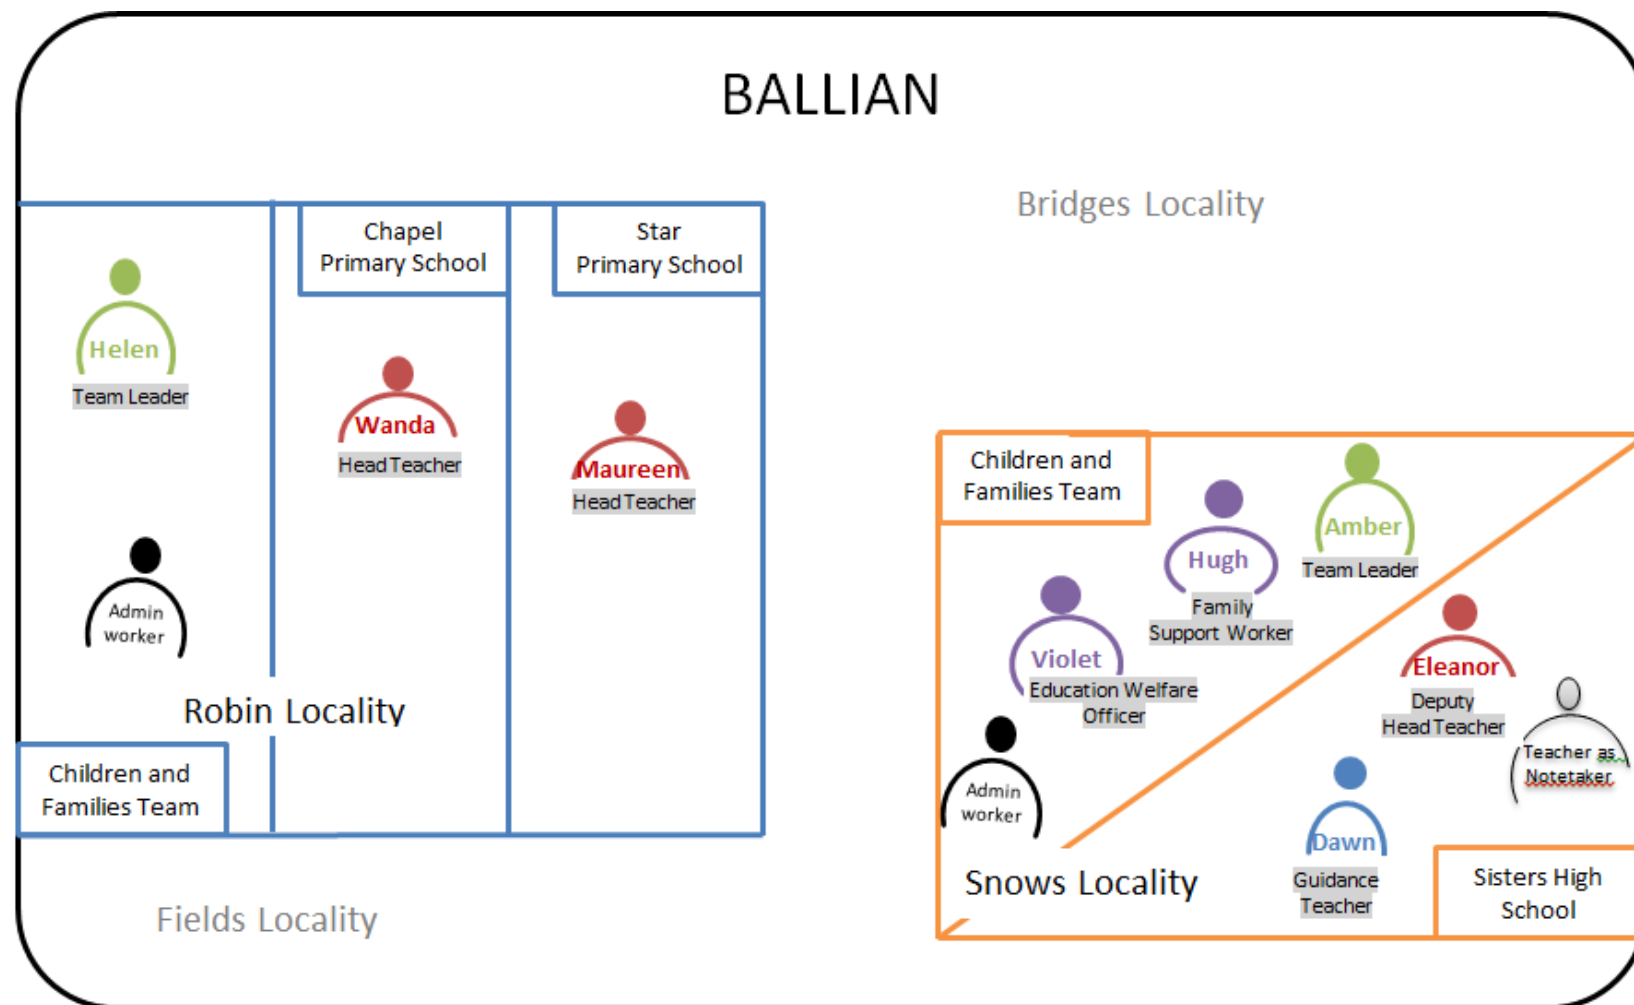 BALLIAN
Bridges Locality
Chapel
Primary School
Star
Primary School
Helen
Team Leader
Wanda
Head Teacher
Maureen
Head Teacher
Admin
worker
Robin Locality
Children and
Families Team
Fields Locality
Children and
Families Team
Amber
Team Leader
Hugh
Family
Support Worker
Violet
Education Welfare
Officer
Admin
worker
Snows Locality
Eleanor
Deputy
Head Teacher
Teacher as
Notetaker
Dawn
Guidance
Teacher
Sisters High
School